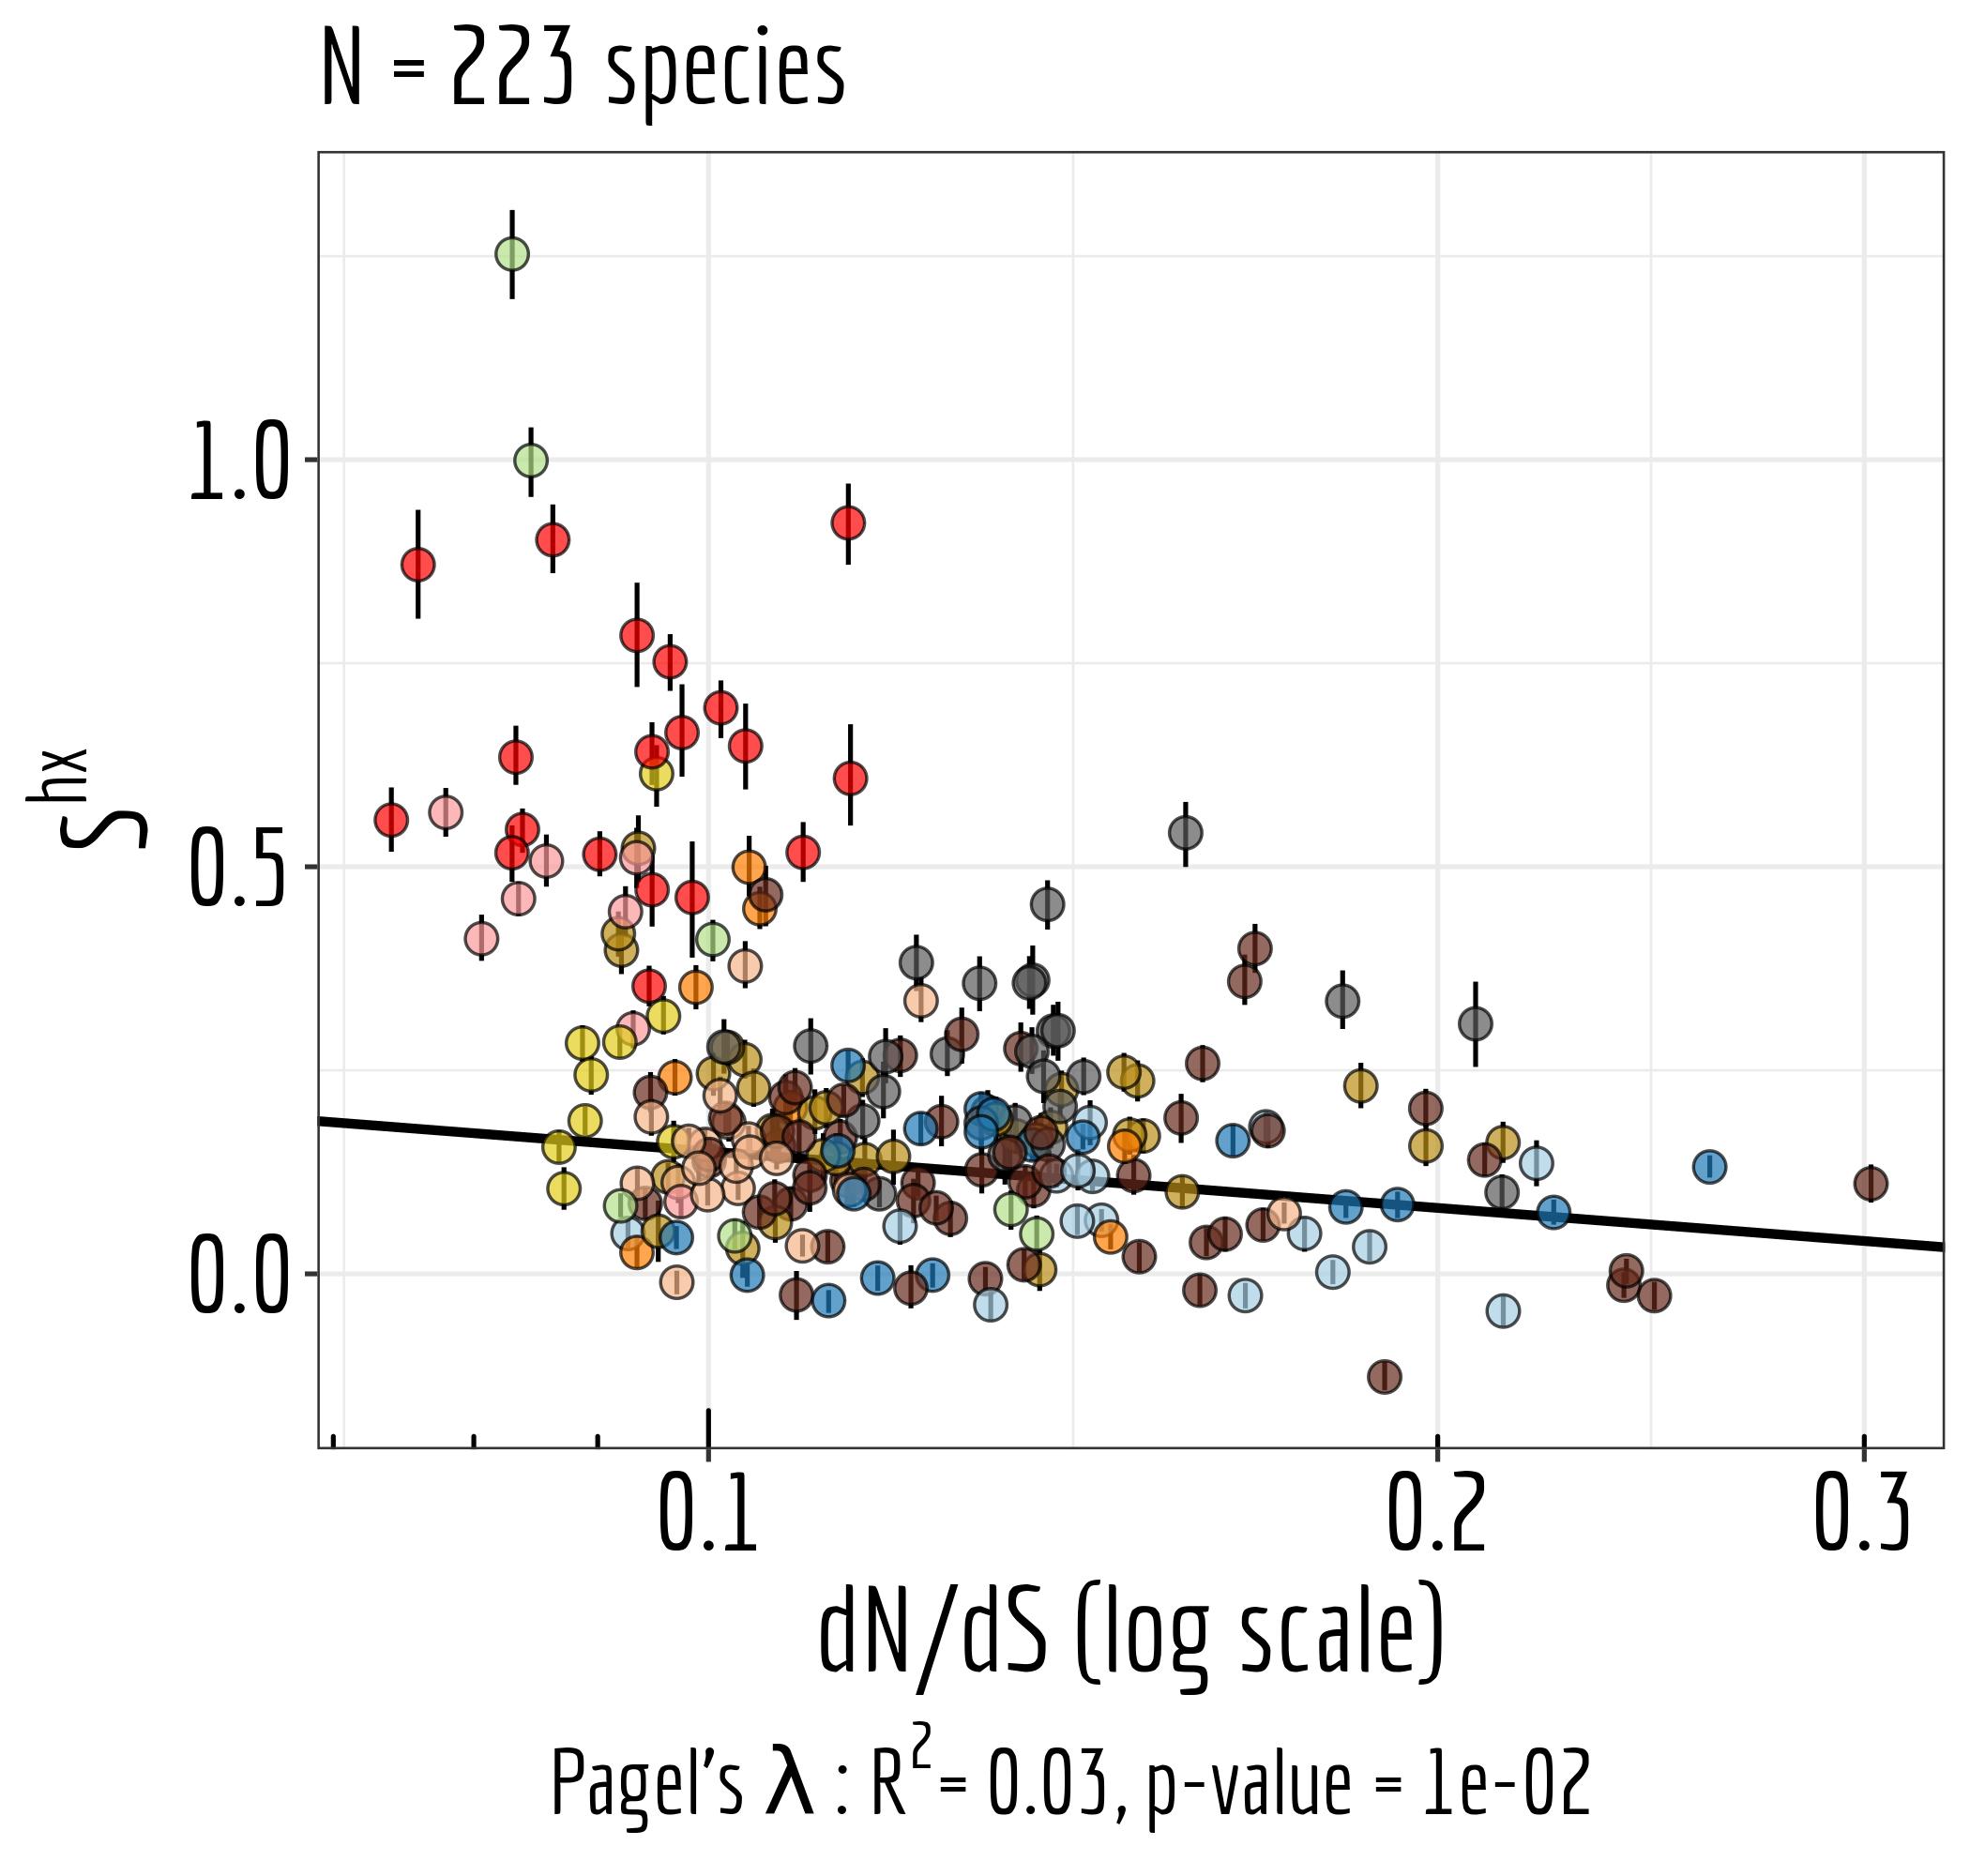 N = 223 species
S^hx
1.0
0.5
0.0
0.1 0.2 0.3
dN/dS (log scale)
Pagel's λ : R²= 0.03, p-value = 1e-02